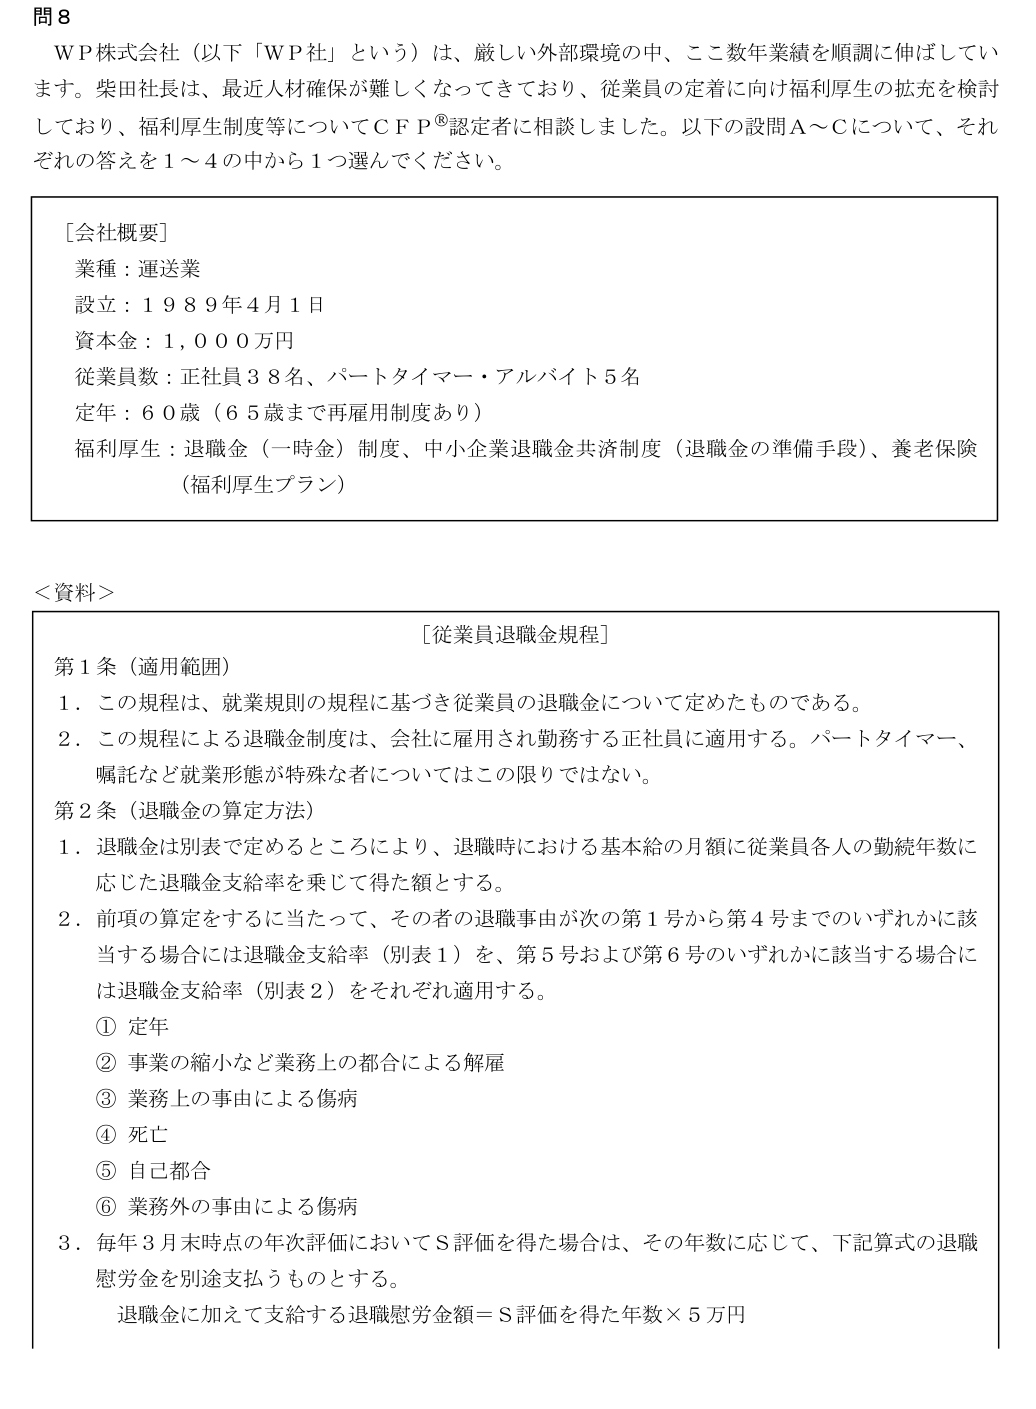 問８
ＷＰ株式会社（以下「ＷＰ社」という）は、厳しい外部環境の中、ここ数年業績を順調に伸ばしてい
ます。柴田社長は、最近人材確保が難しくなってきており、従業員の定着に向け福利厚生の拡充を検討
しており、福利厚生制度等についてＣＦＰ®認定者に相談しました。以下の設問Ａ～Ｃについて、それ
ぞれの答えを１～４の中から１つ選んでください。
［会社概要］
業種：運送業
設立：１９８９年４月１日
資本金：１,０００万円
従業員数：正社員３８名、パートタイマー・アルバイト５名
定年：６０歳（６５歳まで再雇用制度あり）
福利厚生：退職金（一時金）制度、中小企業退職金共済制度（退職金の準備手段）、養老保険
（福利厚生プラン）
＜資料＞
［従業員退職金規程］
第１条（適用範囲）
１．この規程は、就業規則の規程に基づき従業員の退職金について定めたものである。
２．この規程による退職金制度は、会社に雇用され勤務する正社員に適用する。パートタイマー、
嘱託など就業形態が特殊な者についてはこの限りではない。
第２条（退職金の算定方法）
１．退職金は別表で定めるところにより、退職時における基本給の月額に従業員各人の勤続年数に
応じた退職金支給率を乗じて得た額とする。
２．前項の算定をするに当たって、その者の退職事由が次の第１号から第４号までのいずれかに該
当する場合には退職金支給率（別表１）を、第５号および第６号のいずれかに該当する場合に
は退職金支給率（別表２）をそれぞれ適用する。
① 定年
② 事業の縮小など業務上の都合による解雇
③ 業務上の事由による傷病
④ 死亡
⑤ 自己都合
⑥ 業務外の事由による傷病
３．毎年３月末時点の年次評価においてＳ評価を得た場合は、その年数に応じて、下記算式の退職
慰労金を別途支払うものとする。
退職金に加えて支給する退職慰労金額＝Ｓ評価を得た年数×５万円